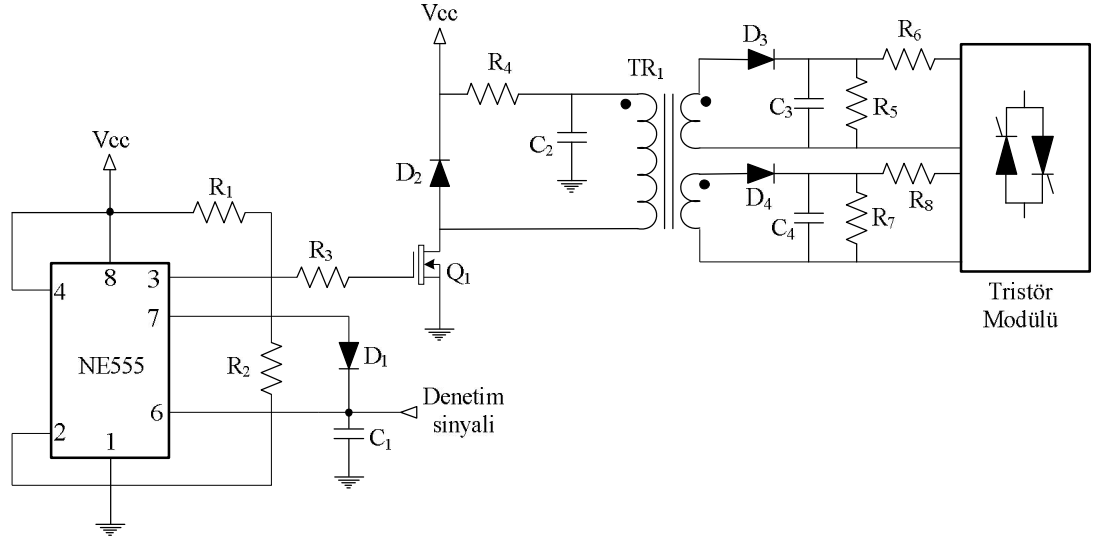 Vcc
R4
C2
TR1
D3
C3
R5
R6
D4
C4
R7
R8
Tristör
Modülü
D2
Q1
Vcc
R1
R3
8
3
4
7
NE555
R2
D1
6
2
1
C1
Denetim
sinyali